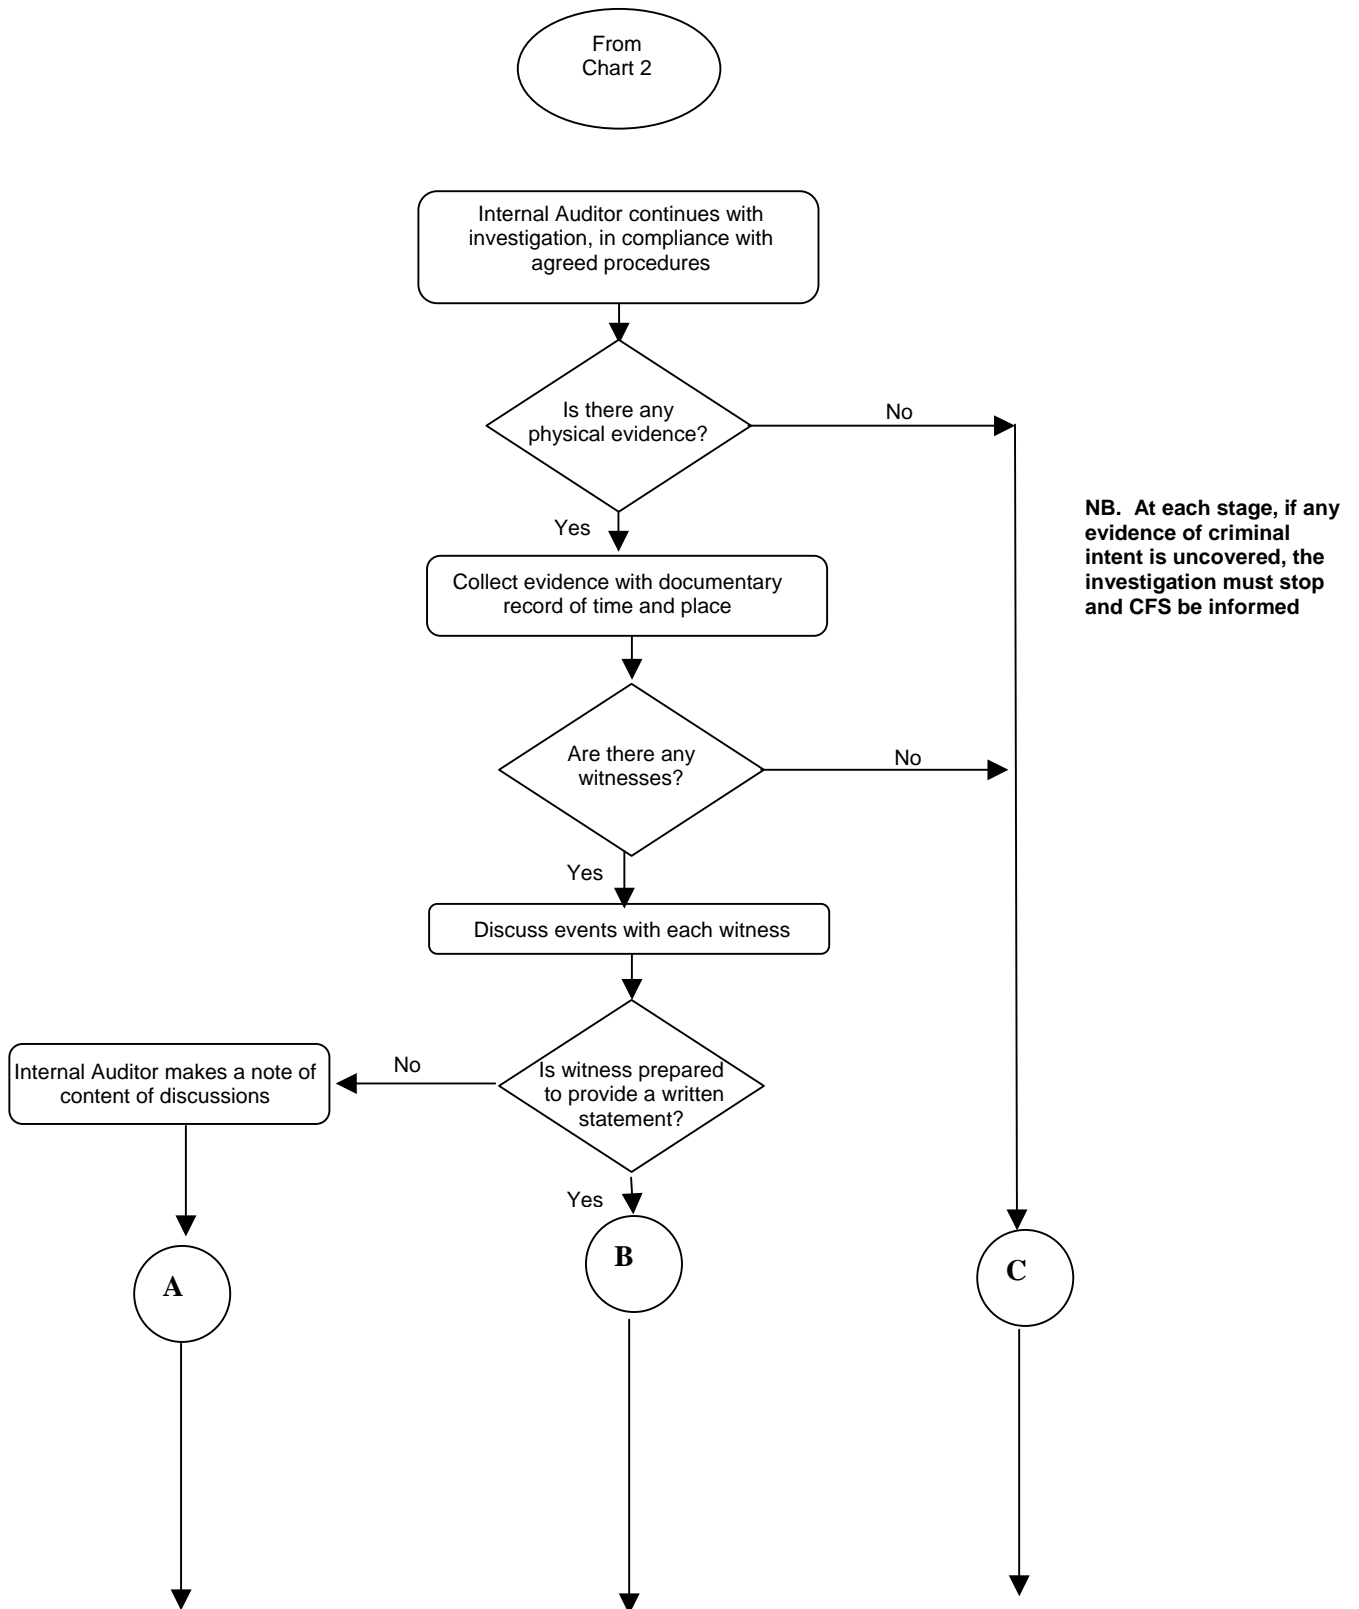 From
Chart 2
Internal Auditor continues with
investigation, in compliance with
agreed procedures
Is there any
physical evidence?
No
Yes
NB.  At each stage, if any
evidence of criminal
intent is uncovered, the
investigation must stop
and CFS be informed
Collect evidence with documentary
record of time and place
Are there any
witnesses?
No
Yes
Discuss events with each witness
Is witness prepared
to provide a written
statement?
No
Internal Auditor makes a note of
content of discussions
Yes
A
B
C